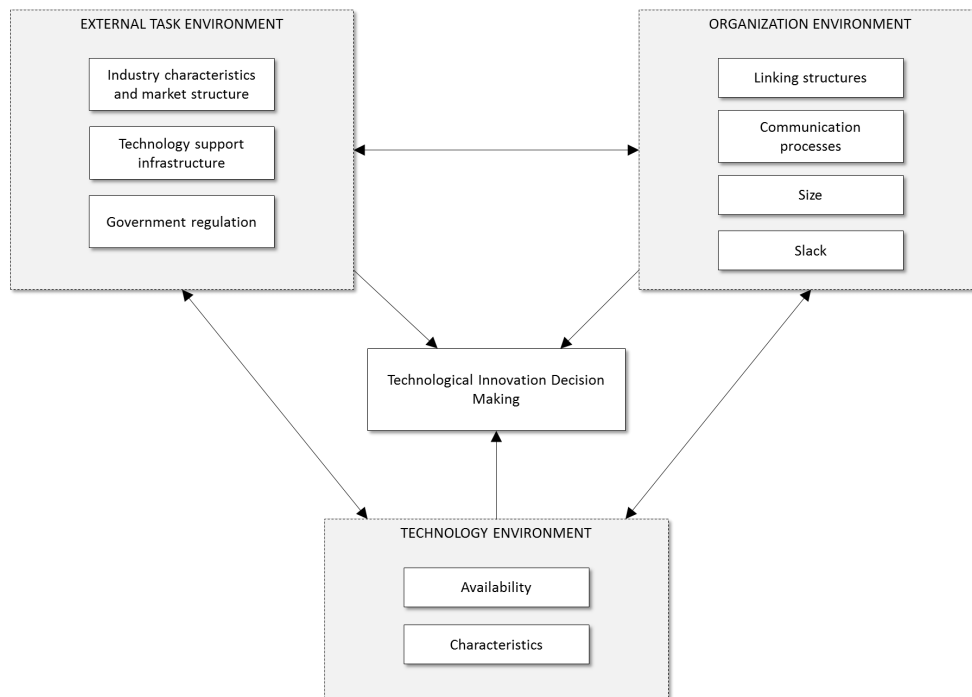 EXTERNAL TASK ENVIRONMENT
Industry characteristics
and market structure
Technology support
infrastructure
Government regulation
ORGANIZATION ENVIRONMENT
Linking structures
Communication
processes
Size
Slack
Technological Innovation Decision
Making
TECHNOLOGY ENVIRONMENT
Availability
Characteristics